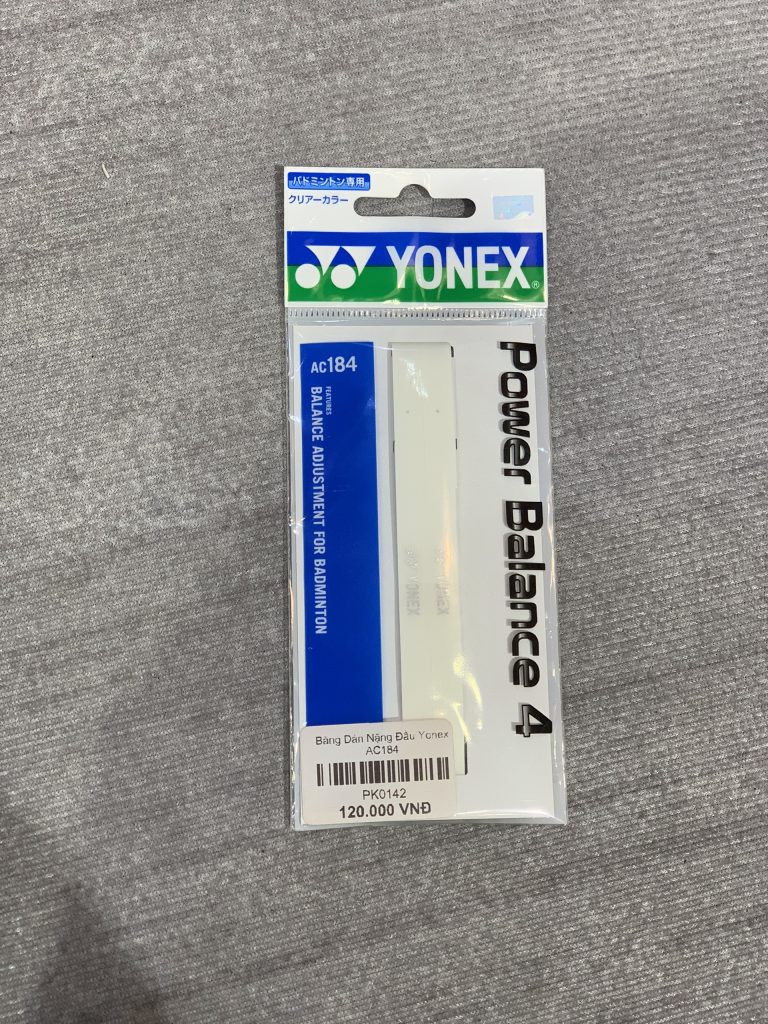 バドミントン専用
クリアーカラー
YONEX®
Power Balance 4
AC184
FEATURES
BALANCE ADJUSTMENT FOR BADMINTON
YONEX YONEX
Băng Dán Nặng Đầu Yonex
AC184
PK0142
120.000 VNĐ